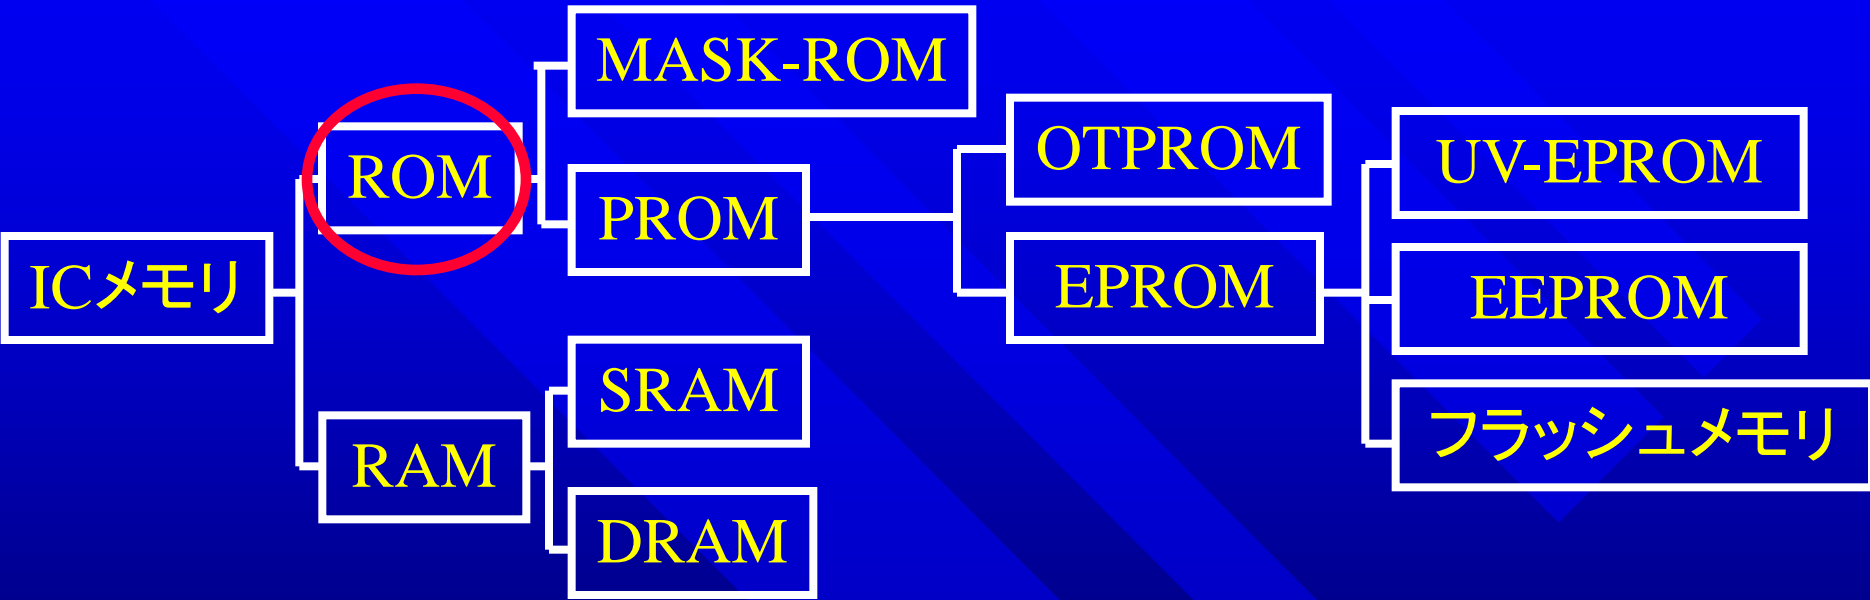 ICメモリ
ROM
MASK-ROM
PROM
OTPROM
EPROM
UV-EPROM
EEPROM
フラッシュメモリ
RAM
SRAM
DRAM